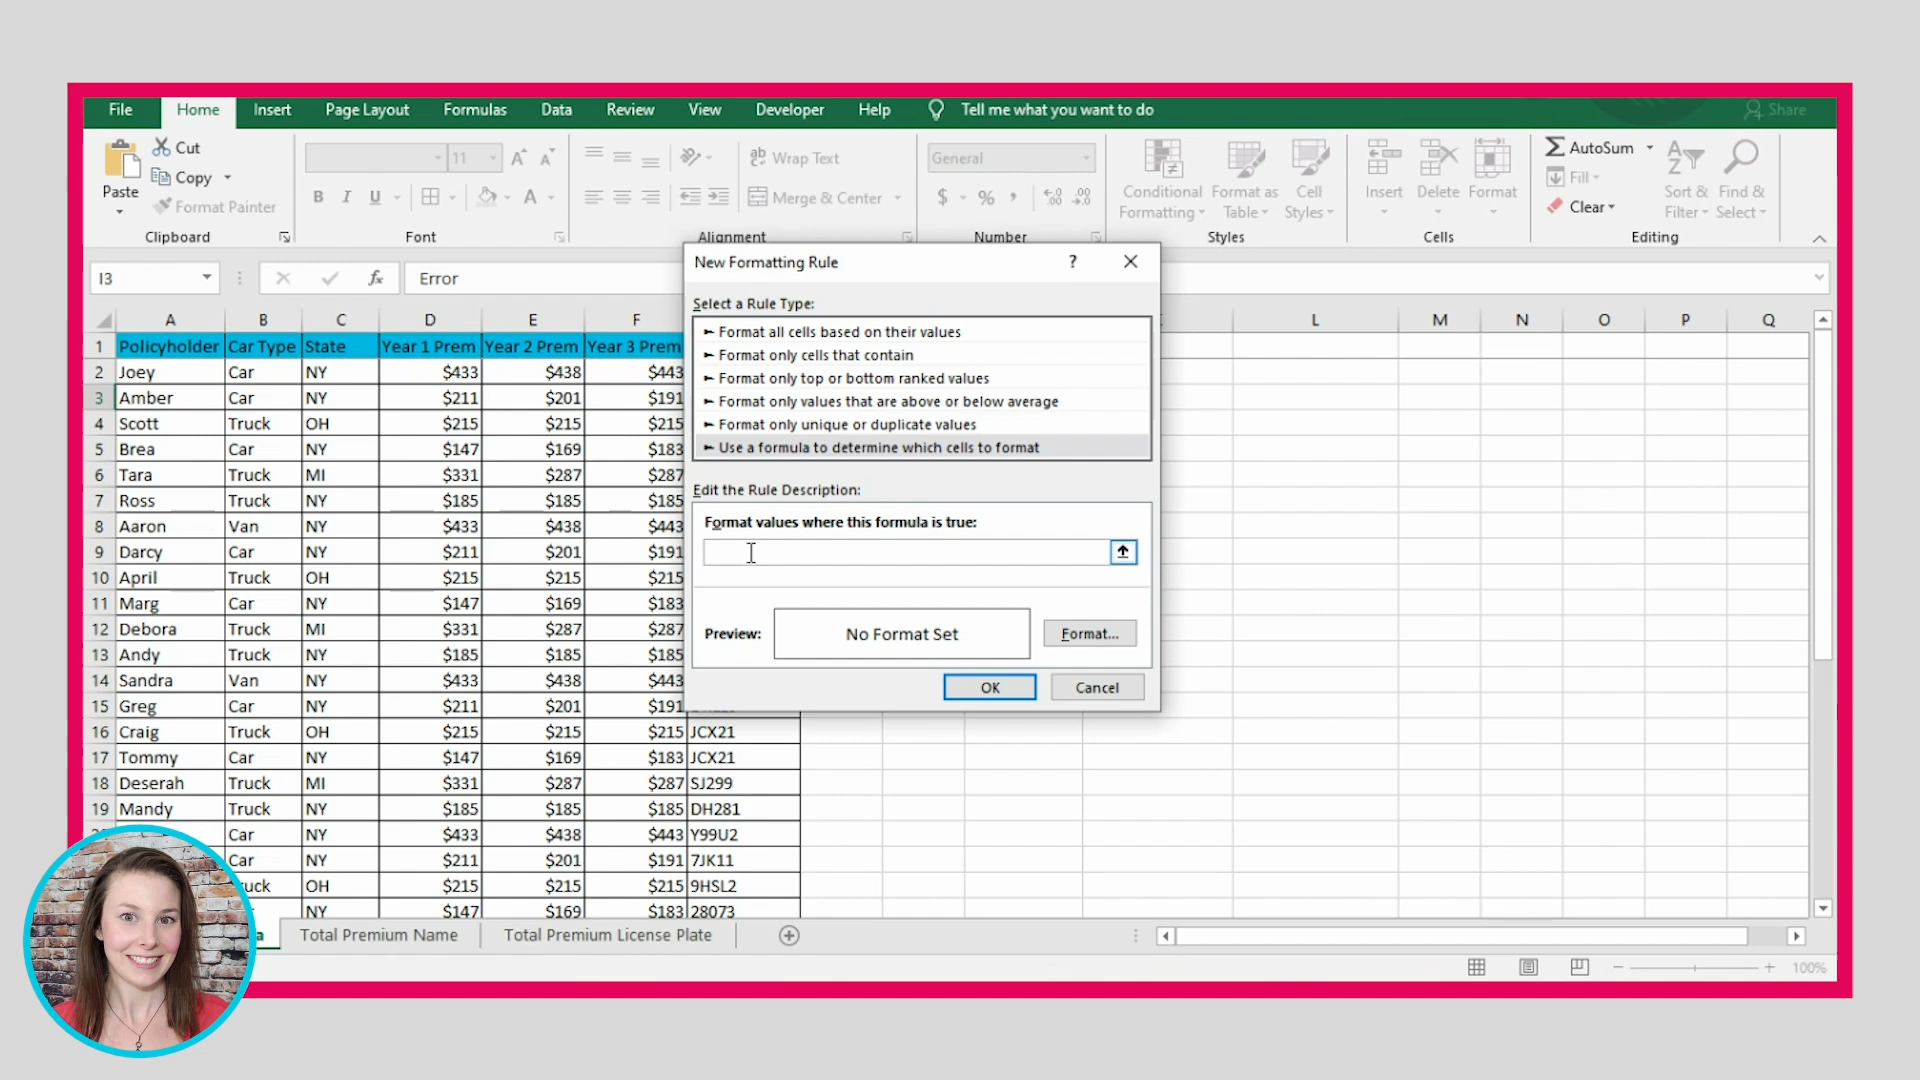 File Home Insert Page Layout Formulas Data Review View Developer Help Tell me what you want to do Share
Paste Cut Copy Format Painter Clipboard
11 B I U Font
Wrap Text Merge & Center Alignment
General $ % , Number
Conditional Formatting Format as Table Cell Styles Styles
Insert Delete Format Cells
AutoSum Fill Clear Sort & Filter Find & Select Editing
I3 fx Error
New Formatting Rule ?
Select a Rule Type:
► Format all cells based on their values
► Format only cells that contain
► Format only top or bottom ranked values
► Format only values that are above or below average
► Format only unique or duplicate values
► Use a formula to determine which cells to format
Edit the Rule Description:
Format values where this formula is true:
Preview: No Format Set Format...
OK Cancel
A B C D E F L M N O P Q
1 Policyholder Car Type State Year 1 Prem Year 2 Prem Year 3 Prem
2 Joey Car NY $433 $438 $443
3 Amber Car NY $211 $201 $191
4 Scott Truck OH $215 $215 $215
5 Brea Car NY $147 $169 $183
6 Tara Truck MI $331 $287 $287
7 Ross Truck NY $185 $185 $185
8 Aaron Van NY $433 $438 $443
9 Darcy Car NY $211 $201 $191
10 April Truck OH $215 $215 $215
11 Marg Car NY $147 $169 $183
12 Debora Truck MI $331 $287 $287
13 Andy Truck NY $185 $185 $185
14 Sandra Van NY $433 $438 $443
15 Greg Car NY $211 $201 $191
16 Craig Truck OH $215 $215 $215 JCX21
17 Tommy Car NY $147 $169 $183 JCX21
18 Deserah Truck MI $331 $287 $287 SJ299
19 Mandy Truck NY $185 $185 $185 DH281
Car NY $433 $438 $443 Y99U2
Car NY $211 $201 $191 7JK11
OH $215 $215 $215 9HSL2
NY $147 $169 $183 28073
Total Premium Name Total Premium License Plate
100%